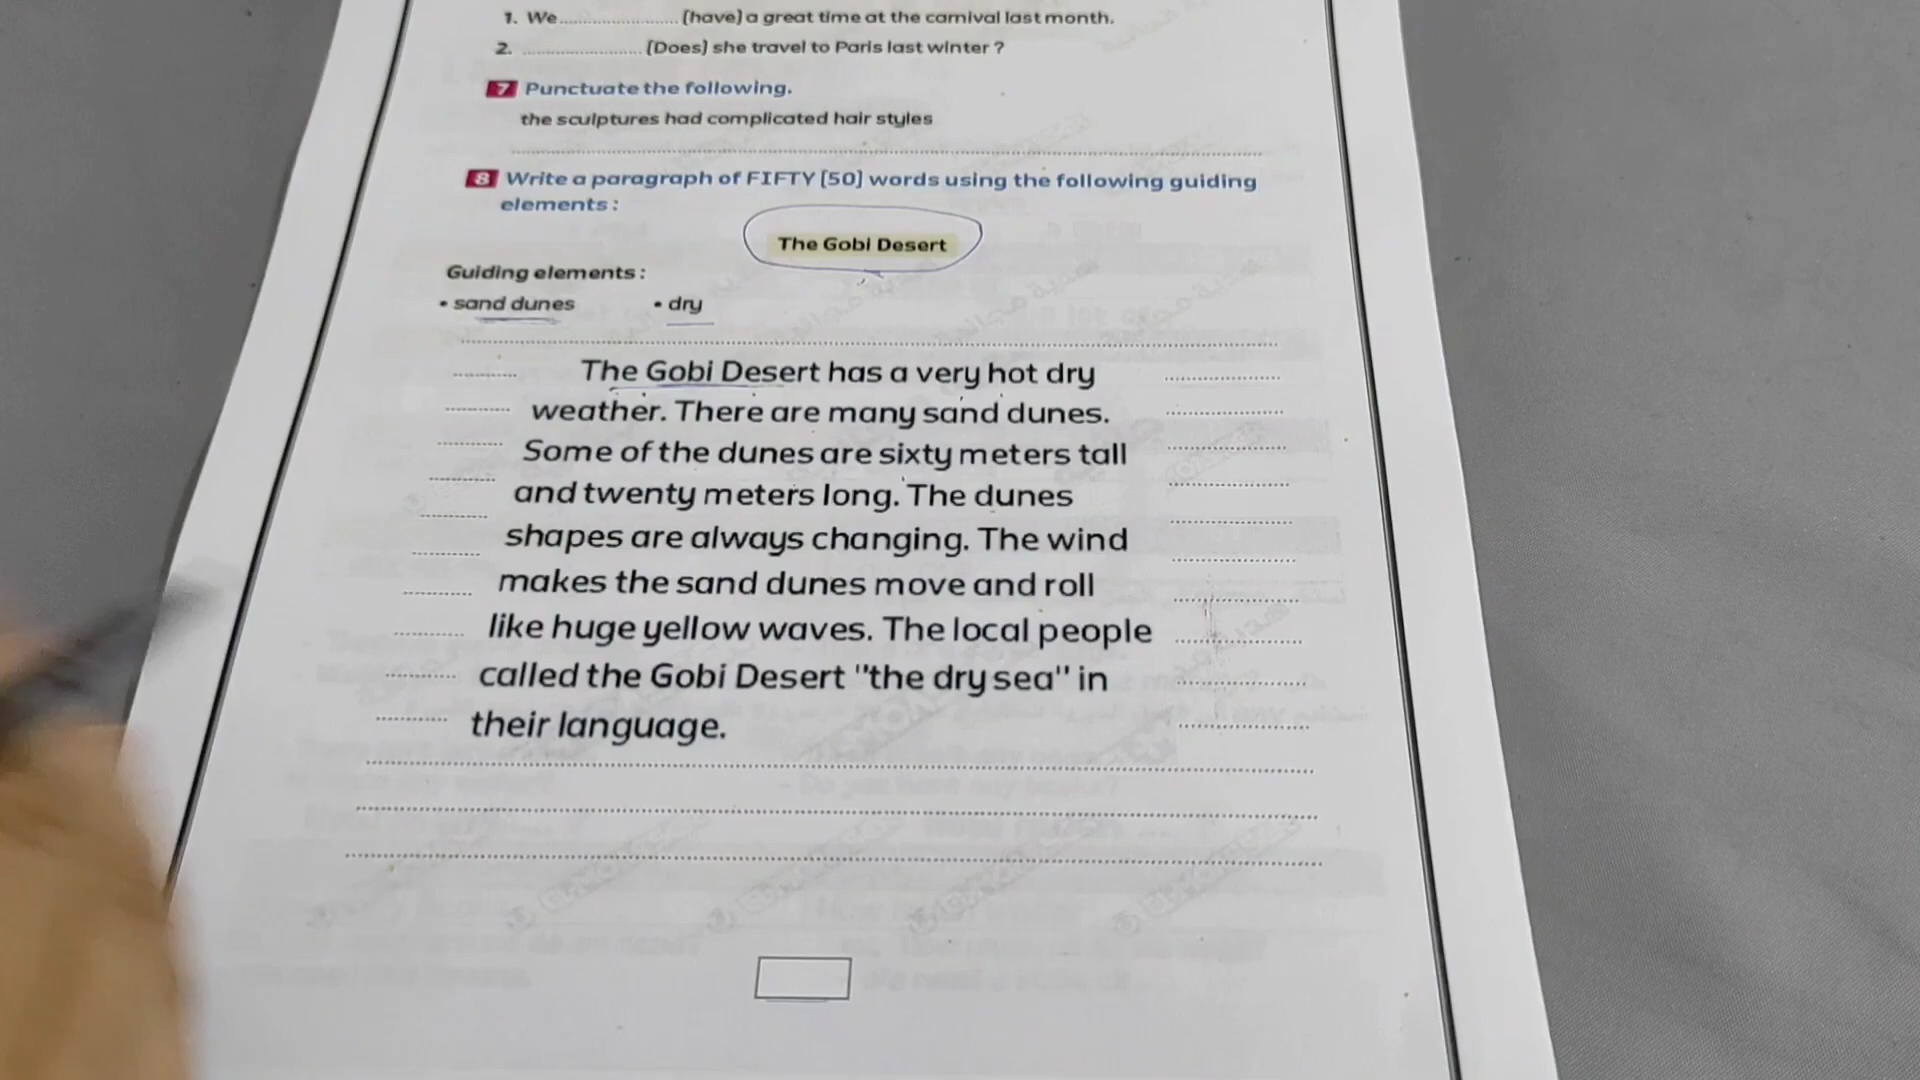 1. We.................... (have) a great time at the carnival last month.
2. .................... (Does) she travel to Paris last winter ?
7 Punctuate the following.
the sculptures had complicated hair styles
8 Write a paragraph of FIFTY (50) words using the following guiding
elements :
The Gobi Desert
Guiding elements :
• sand dunes • dry
The Gobi Desert has a very hot dry
weather. There are many sand dunes.
Some of the dunes are sixty meters tall
and twenty meters long. The dunes
shapes are always changing. The wind
makes the sand dunes move and roll
like huge yellow waves. The local people
called the Gobi Desert "the dry sea" in
their language.